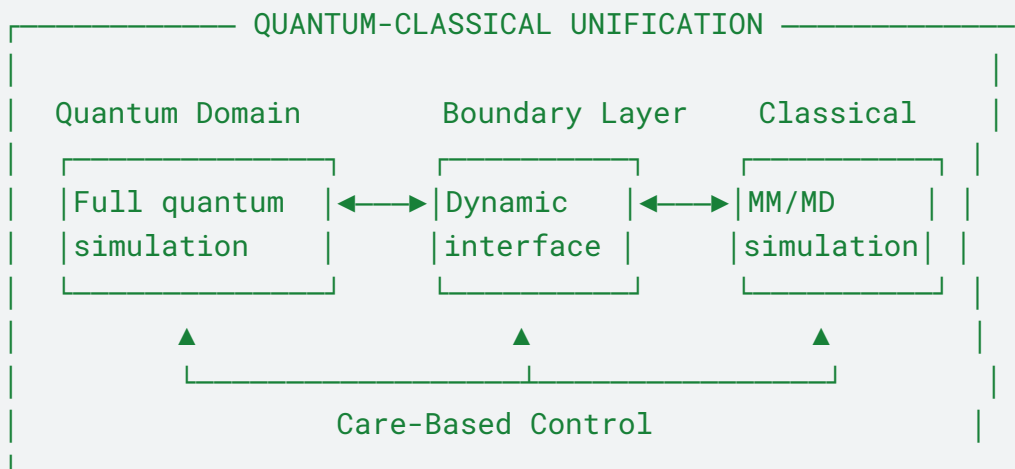 QUANTUM-CLASSICAL UNIFICATION
Quantum Domain Boundary Layer Classical
Full quantum Dynamic MM/MD
simulation interface simulation
Care-Based Control